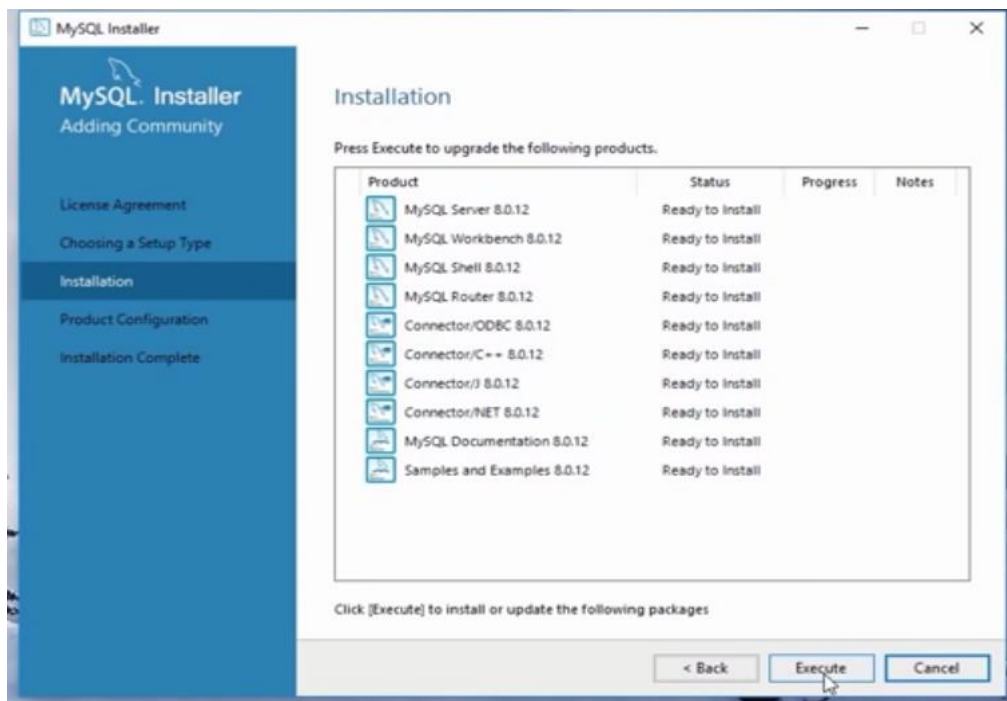 MySQL Installer
MySQL. Installer
Adding Community
License Agreement
Choosing a Setup Type
Installation
Product Configuration
Installation Complete
Installation
Press Execute to upgrade the following products.
Product Status Progress Notes
MySQL Server 8.0.12 Ready to Install
MySQL Workbench 8.0.12 Ready to Install
MySQL Shell 8.0.12 Ready to Install
MySQL Router 8.0.12 Ready to Install
Connector/ODBC 8.0.12 Ready to Install
Connector/C++ 8.0.12 Ready to Install
Connector/J 8.0.12 Ready to Install
Connector/NET 8.0.12 Ready to Install
MySQL Documentation 8.0.12 Ready to Install
Samples and Examples 8.0.12 Ready to Install
Click [Execute] to install or update the following packages
< Back Execute Cancel